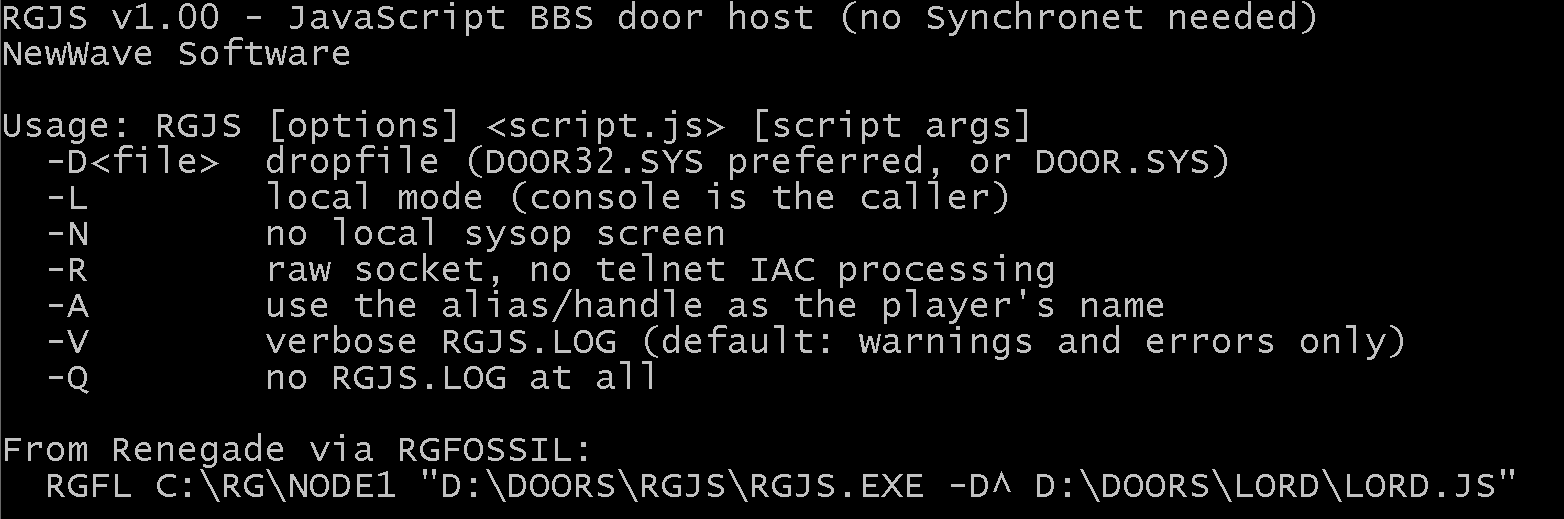 RGJS v1.00 - JavaScript BBS door host (no Synchronet needed)
NewWave Software
Usage: RGJS [options] <script.js> [script args]
-D<file> dropfile (DOOR32.SYS preferred, or DOOR.SYS)
-L local mode (console is the caller)
-N no local sysop screen
-R raw socket, no telnet IAC processing
-A use the alias/handle as the player's name
-V verbose RGJS.LOG (default: warnings and errors only)
-Q no RGJS.LOG at all
From Renegade via RGFOSSIL:
RGFL C:\RG\NODE1 "D:\DOORS\RGJS\RGJS.EXE -D^ D:\DOORS\LORD\LORD.JS"